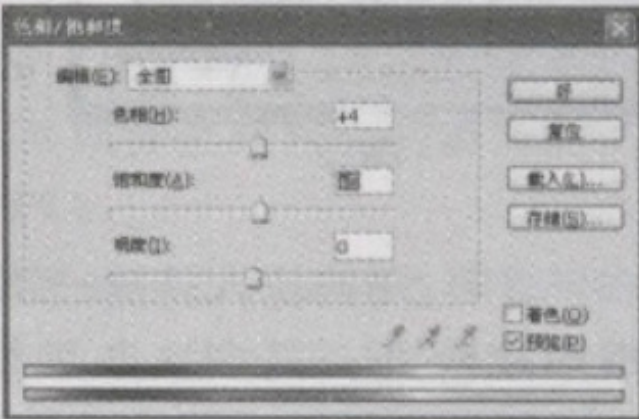 色相/饱和度
编辑(E): 全图
色相(H): +4
饱和度(A):
明度(I): 0
好
复位
载入(L)...
存储(S)...
着色(O)
预览(P)